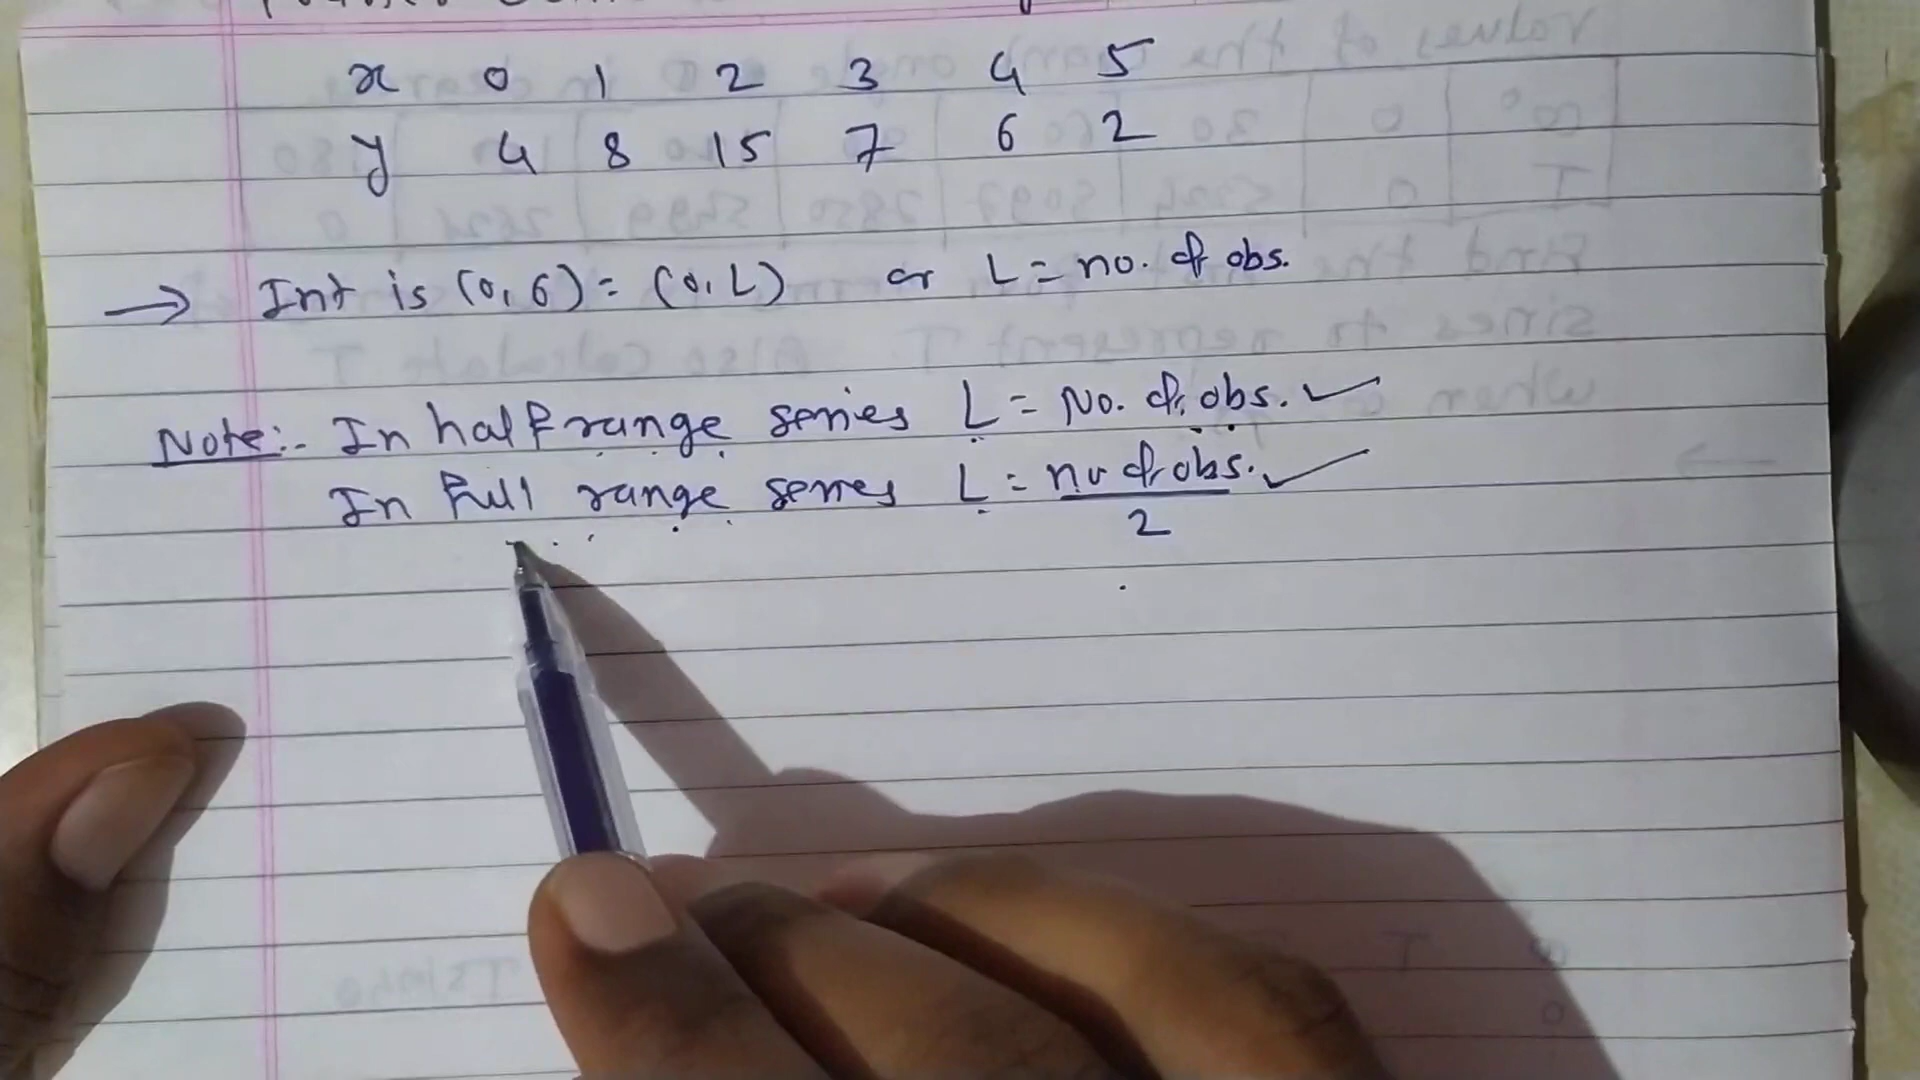 x 0 1 2 3 4 5
y 4 8 15 7 6 2
→ Int is (0, 6) = (0, L) or L = no. of obs.
Note:- In half range series L = No. of obs. ✓
In full range series L = no of obs. / 2 ✓